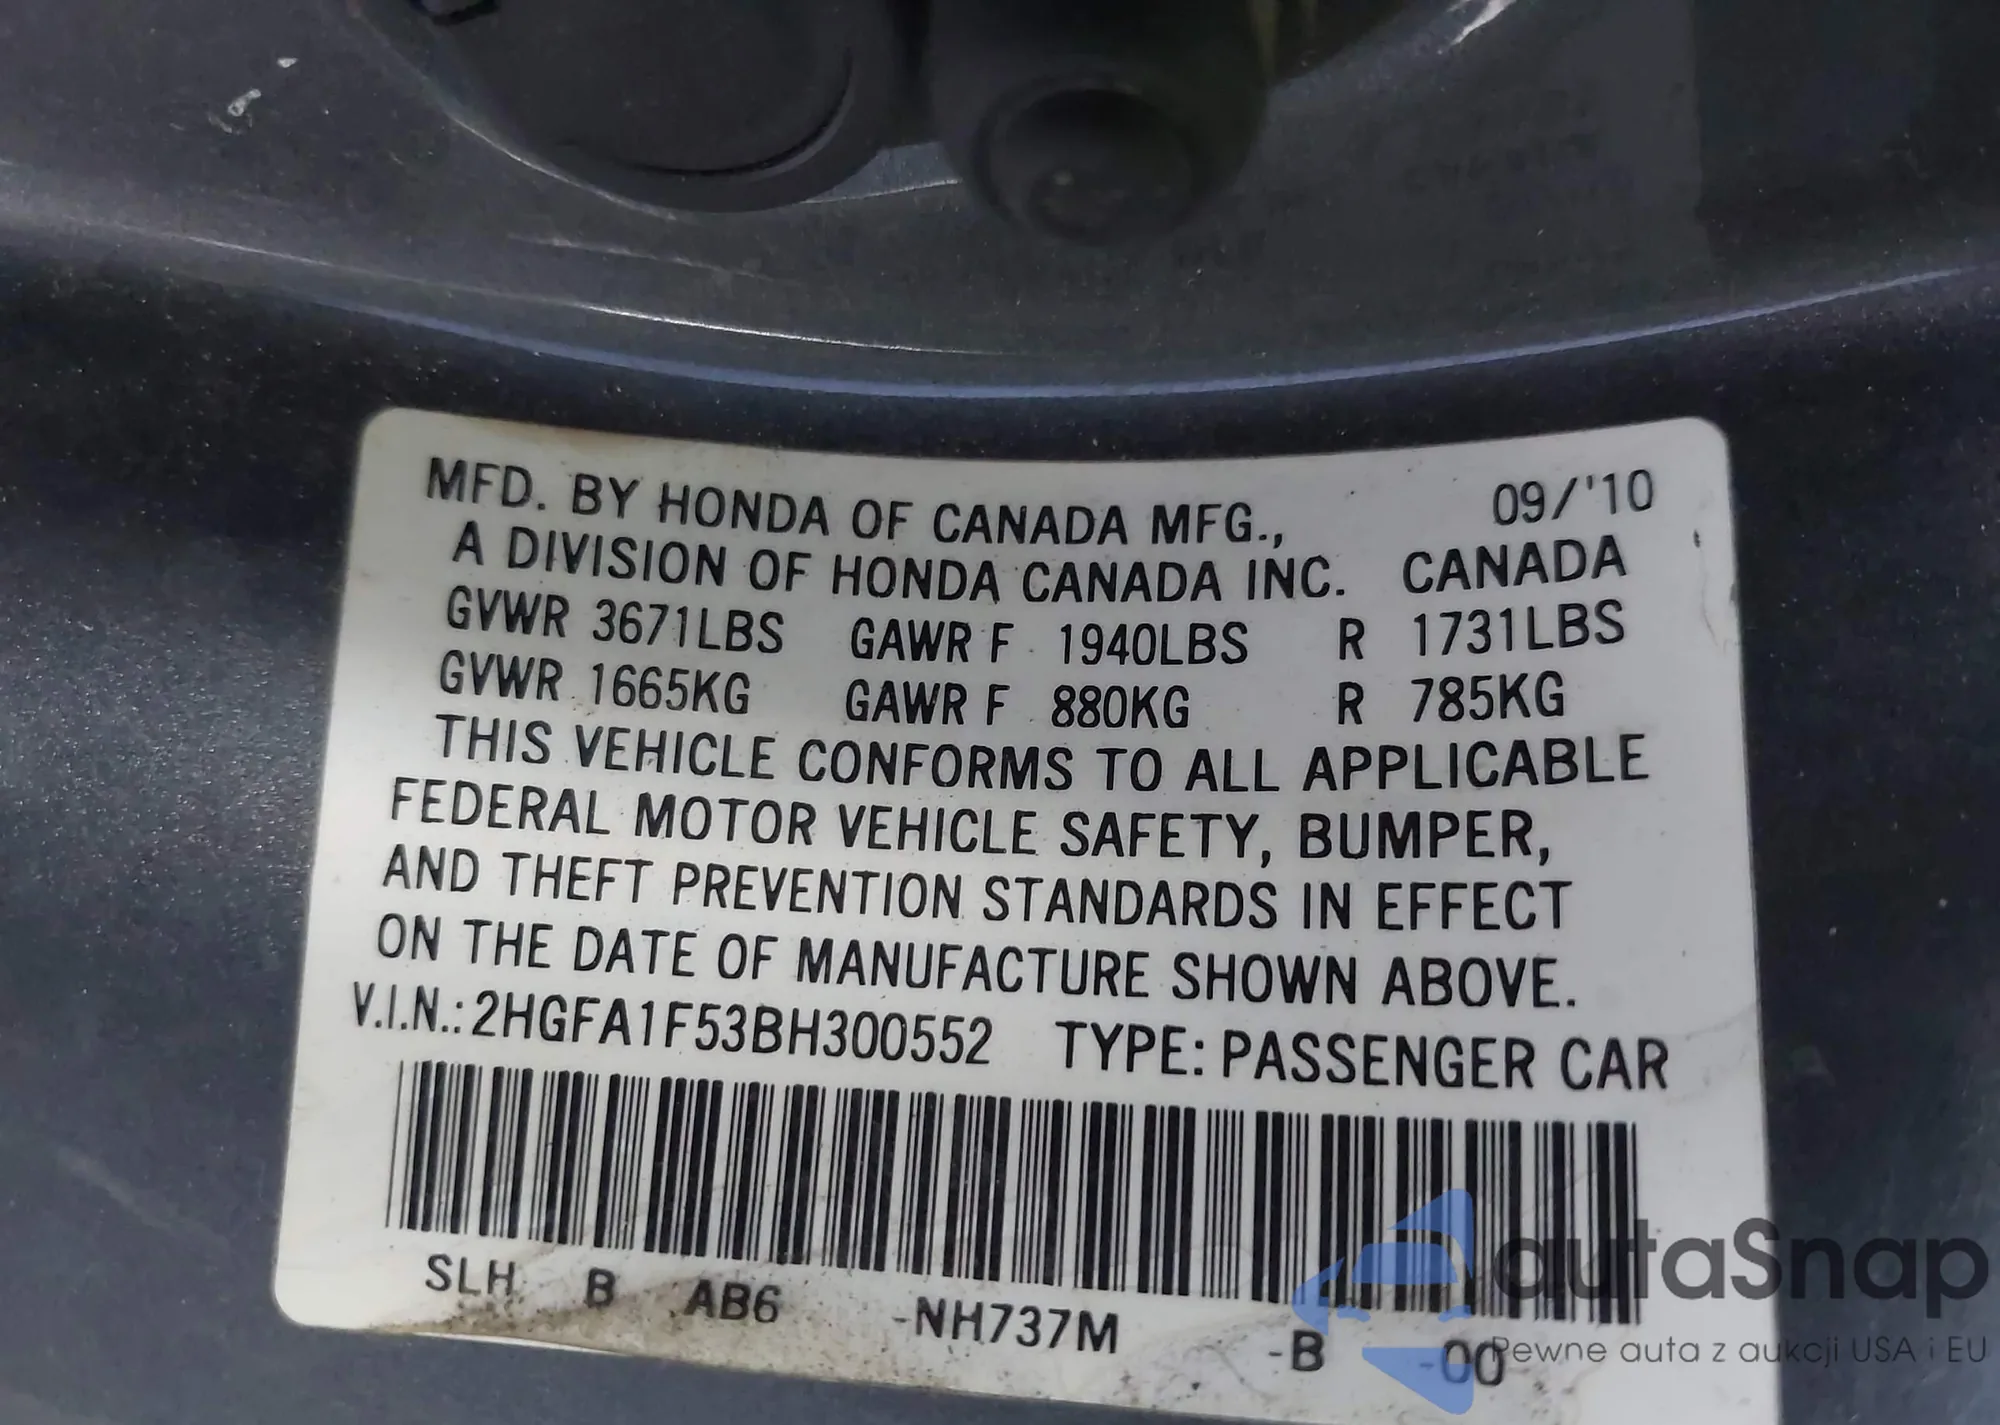 MFD. BY HONDA OF CANADA MFG., 09/'10
A DIVISION OF HONDA CANADA INC. CANADA
GVWR 3671LBS GAWR F 1940LBS R 1731LBS
GVWR 1665KG GAWR F 880KG R 785KG
THIS VEHICLE CONFORMS TO ALL APPLICABLE
FEDERAL MOTOR VEHICLE SAFETY, BUMPER,
AND THEFT PREVENTION STANDARDS IN EFFECT
ON THE DATE OF MANUFACTURE SHOWN ABOVE.
V.I.N.: 2HGFA1F53BH300552 TYPE: PASSENGER CAR
SLH B AB6 -NH737M -B -00
autaSnap
Pewne auta z aukcji USA i EU